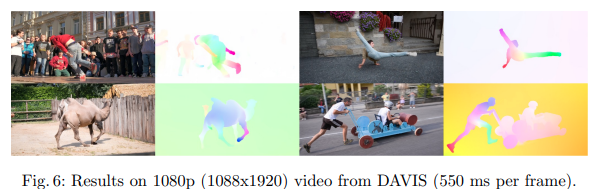 Fig. 6: Results on 1080p (1088x1920) video from DAVIS (550 ms per frame).